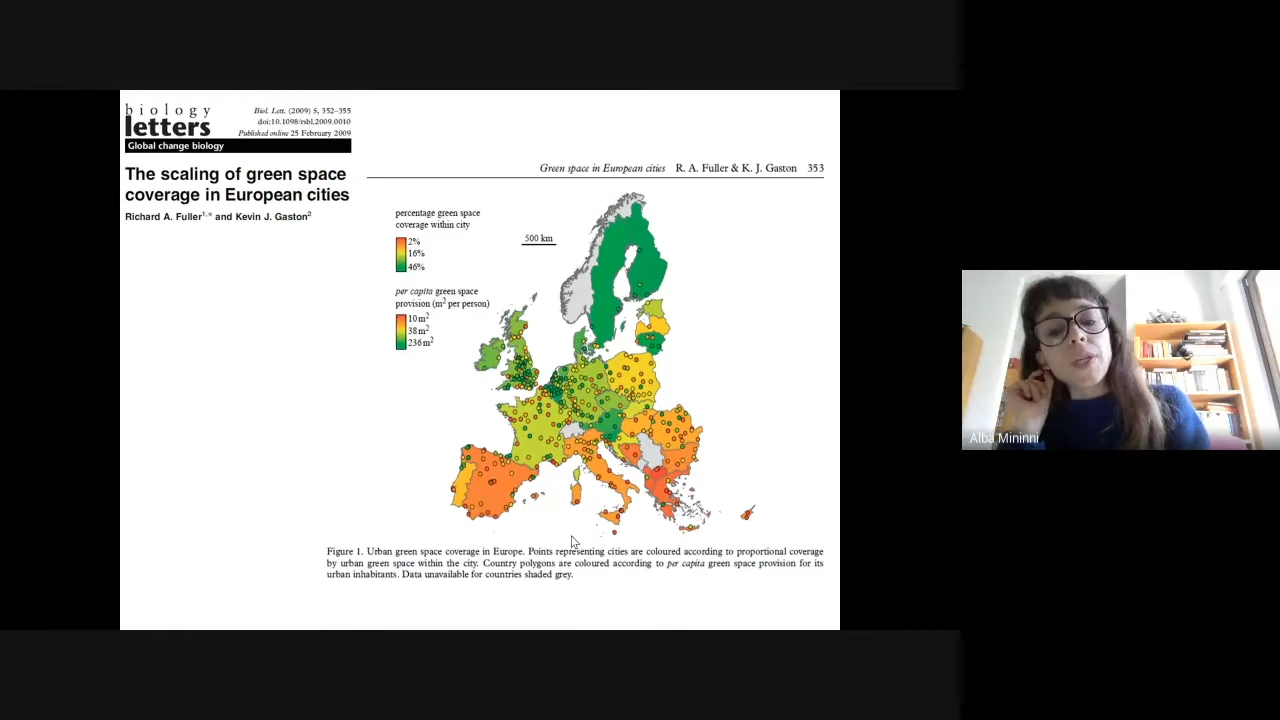 biology
letters
Biol. Lett. (2009) 5, 352–355
doi:10.1098/rsbl.2009.0010
Published online 25 February 2009
Global change biology
The scaling of green space
coverage in European cities
Richard A. Fuller1,* and Kevin J. Gaston2
Green space in European cities R. A. Fuller & K. J. Gaston 353
percentage green space
coverage within city
2%
16%
46%
500 km
per capita green space
provision (m2 per person)
10 m2
38 m2
236 m2
Figure 1. Urban green space coverage in Europe. Points representing cities are coloured according to proportional coverage
by urban green space within the city. Country polygons are coloured according to per capita green space provision for its
urban inhabitants. Data unavailable for countries shaded grey.
Alba Mininni